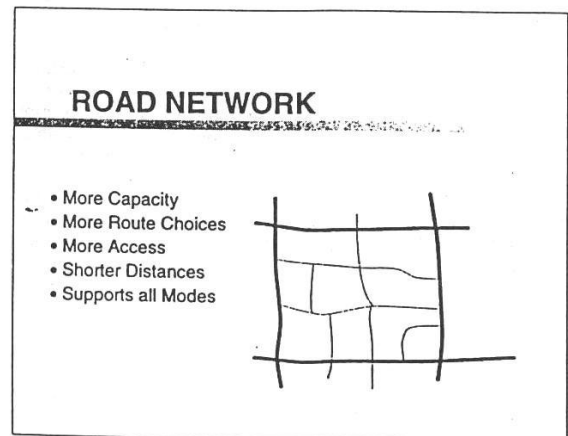 ROAD NETWORK
• More Capacity
• More Route Choices
• More Access
• Shorter Distances
• Supports all Modes